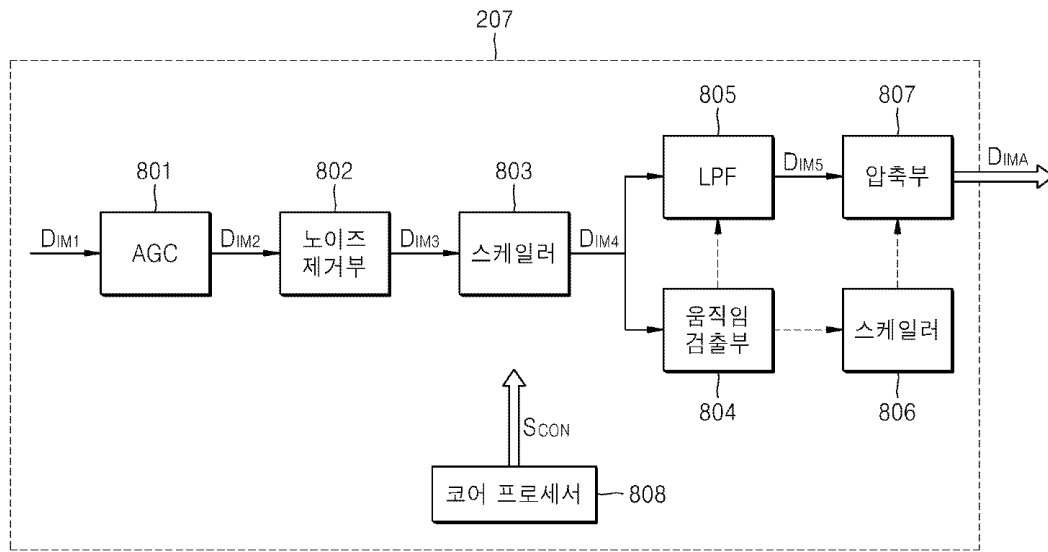 207
805
807
801
802
803
LPF
DIM5
압축부
DIMA
DIM1
AGC
DIM2
노이즈
제거부
DIM3
스케일러
DIM4
움직임
검출부
스케일러
804
806
SCON
코어 프로세서
808